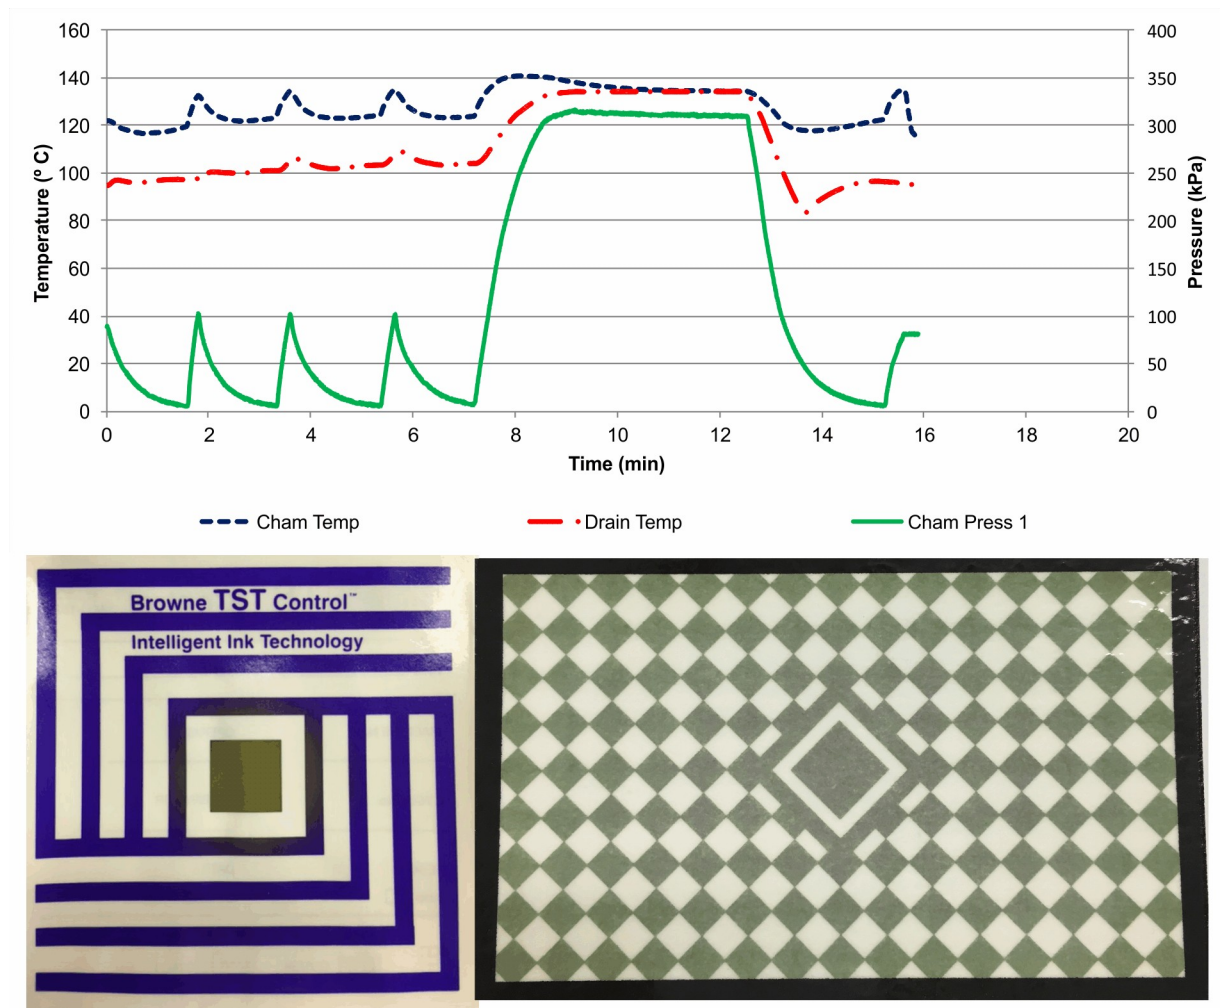 160
140
120
100
80
60
40
20
0
Temperature (º C)
400
350
300
250
200
150
100
50
0
Pressure (kPa)
0 2 4 6 8 10 12 14 16 18 20
Time (min)
Cham Temp Drain Temp Cham Press 1
Browne TST Control™
Intelligent Ink Technology